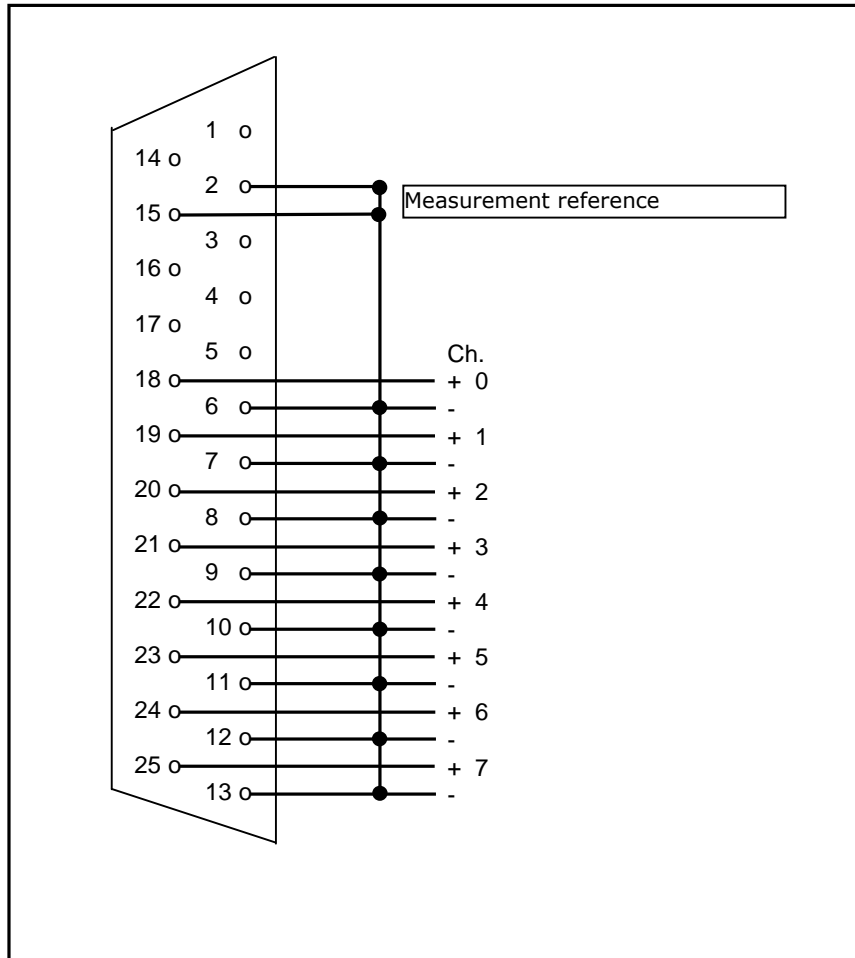 1 o
14 o
2 o
Measurement reference
15 o
3 o
16 o
4 o
17 o
5 o
Ch.
18 o + 0
6 o -
19 o + 1
7 o -
20 o + 2
8 o -
21 o + 3
9 o -
22 o + 4
10 o -
23 o + 5
11 o -
24 o + 6
12 o -
25 o + 7
13 o -